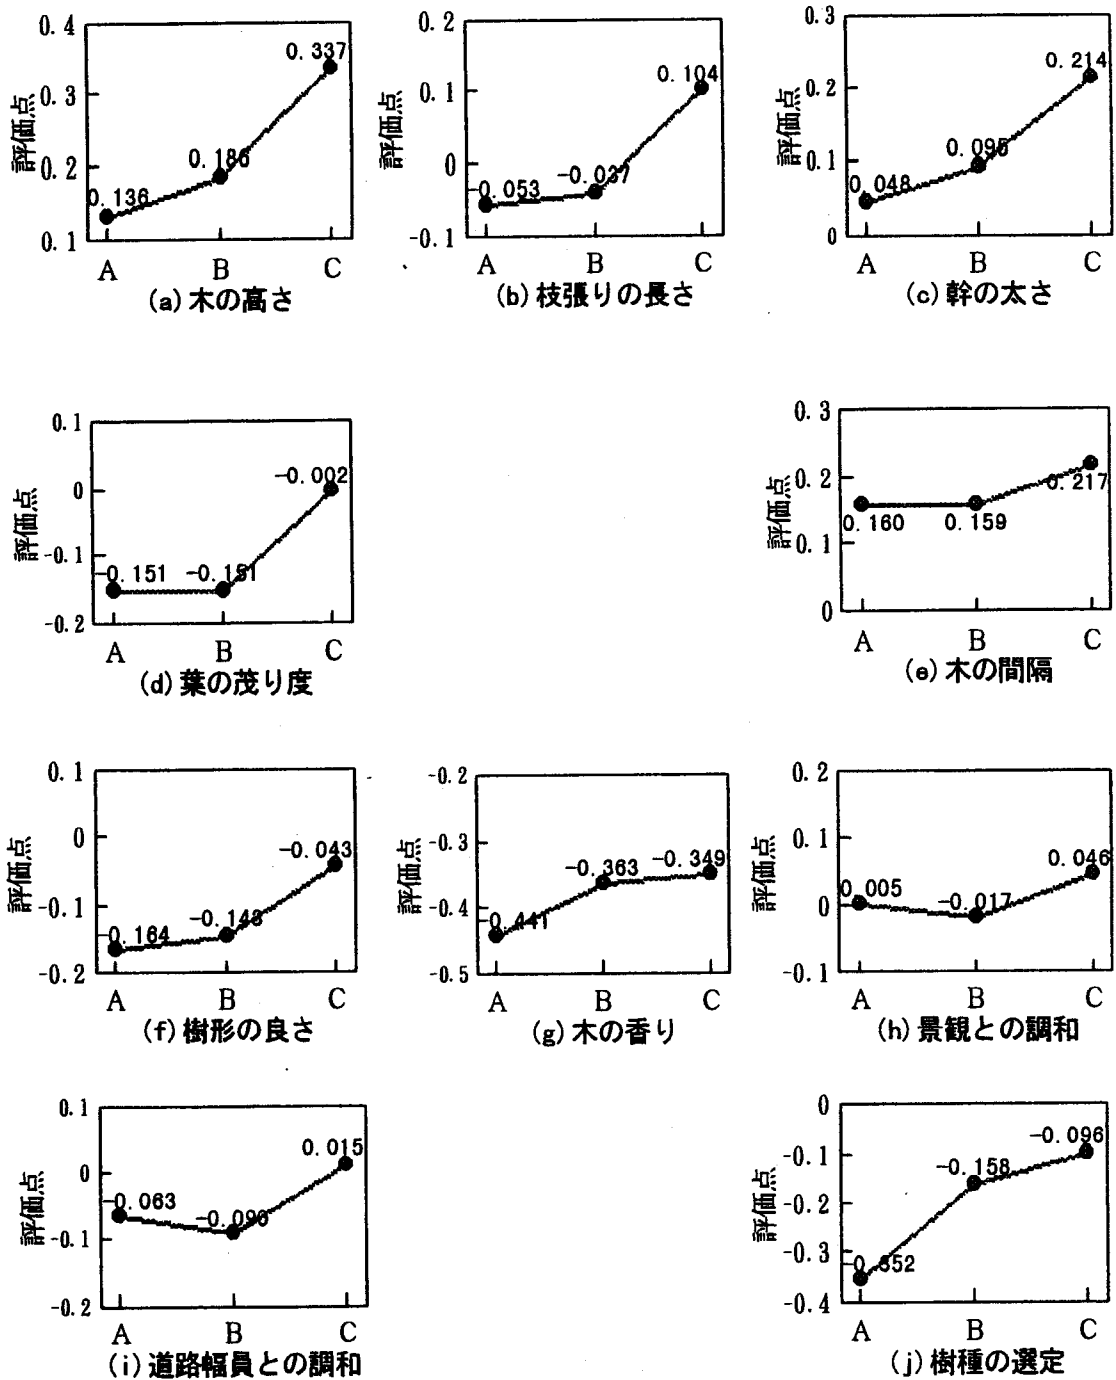 0.4
0.3
0.2
0.1
評価点
0.136
0.186
0.337
A B C
(a)木の高さ
0.2
0.1
0
-0.1
評価点
-0.053
-0.037
0.104
A B C
(b)枝張りの長さ
0.3
0.2
0.1
0
評価点
0.048
0.095
0.214
A B C
(c)幹の太さ
0.1
0
-0.1
-0.2
評価点
-0.151
-0.151
-0.002
A B C
(d)葉の茂り度
0.3
0.2
0.1
0
評価点
0.160
0.159
0.217
A B C
(e)木の間隔
0.1
0
-0.1
-0.2
評価点
-0.164
-0.148
-0.043
A B C
(f)樹形の良さ
-0.2
-0.3
-0.4
-0.5
評価点
-0.441
-0.363
-0.349
A B C
(g)木の香り
0.2
0.1
0
-0.1
評価点
0.005
-0.017
0.046
A B C
(h)景観との調和
0.1
0
-0.1
-0.2
評価点
-0.063
-0.090
0.015
A B C
(i)道路幅員との調和
0
-0.1
-0.2
-0.3
-0.4
評価点
-0.352
-0.158
-0.096
A B C
(j)樹種の選定